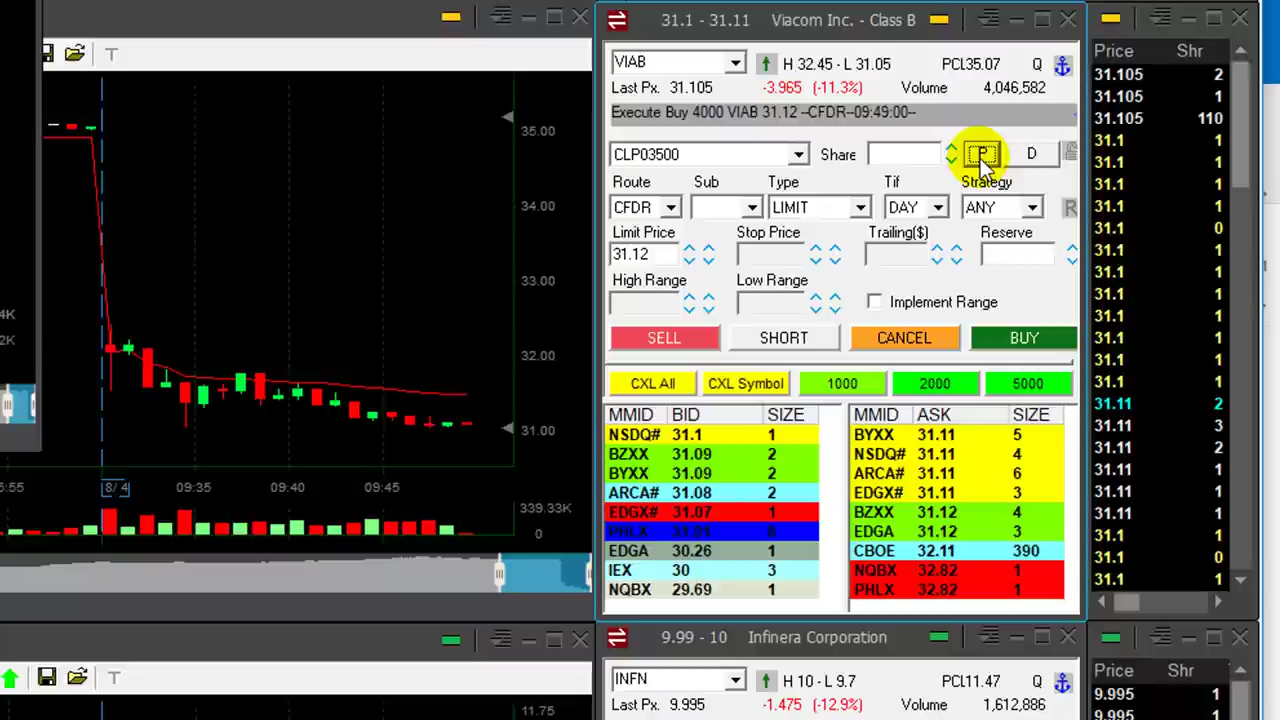 31.1 - 31.11 Viacom Inc. - Class B
VIAB H 32.45 - L 31.05 PCL35.07 Q
Last Px. 31.105 -3.965 (-11.3%) Volume 4,046,582
Execute Buy 4000 VIAB 31.12 --CFDR--09:49:00--
CLP03500 Share P D
Route Sub Type Tif Strategy
CFDR LIMIT DAY ANY R
Limit Price Stop Price Trailing($) Reserve
31.12
High Range Low Range
Implement Range
SELL SHORT CANCEL BUY
CXL All CXL Symbol 1000 2000 5000
MMID BID SIZE MMID ASK SIZE
NSDQ# 31.1 1 BYXX 31.11 5
BZXX 31.09 2 NSDQ# 31.11 4
BYXX 31.09 2 ARCA# 31.11 6
ARCA# 31.08 2 EDGX# 31.11 3
EDGX# 31.07 1 BZXX 31.12 4
PHLX 31.01 8 EDGA 31.12 3
EDGA 30.26 1 CBOE 32.11 390
IEX 30 3 NQBX 32.82 1
NQBX 29.69 1 PHLX 32.82 1
Price Shr
31.105 2
31.105 1
31.105 110
31.1 1
31.1 1
31.1 1
31.1 1
31.1 0
31.1 1
31.1 1
31.1 1
31.1 1
31.1 1
31.1 1
31.1 1
31.11 2
31.11 3
31.11 2
31.11 1
31.11 1
31.11 1
31.1 1
31.1 0
31.1 1
T
35.00
34.00
33.00
32.00
31.00
4K
2K
5:55 8/ 4 09:35 09:40 09:45
339.33K
0
T
11.75
9.99 - 10 Infinera Corporation
INFN H 10 - L 9.7 PCL11.47 Q
Last Px. 9.995 -1.475 (-12.9%) Volume 1,612,886
Price Shr
9.995 1
9.995 1